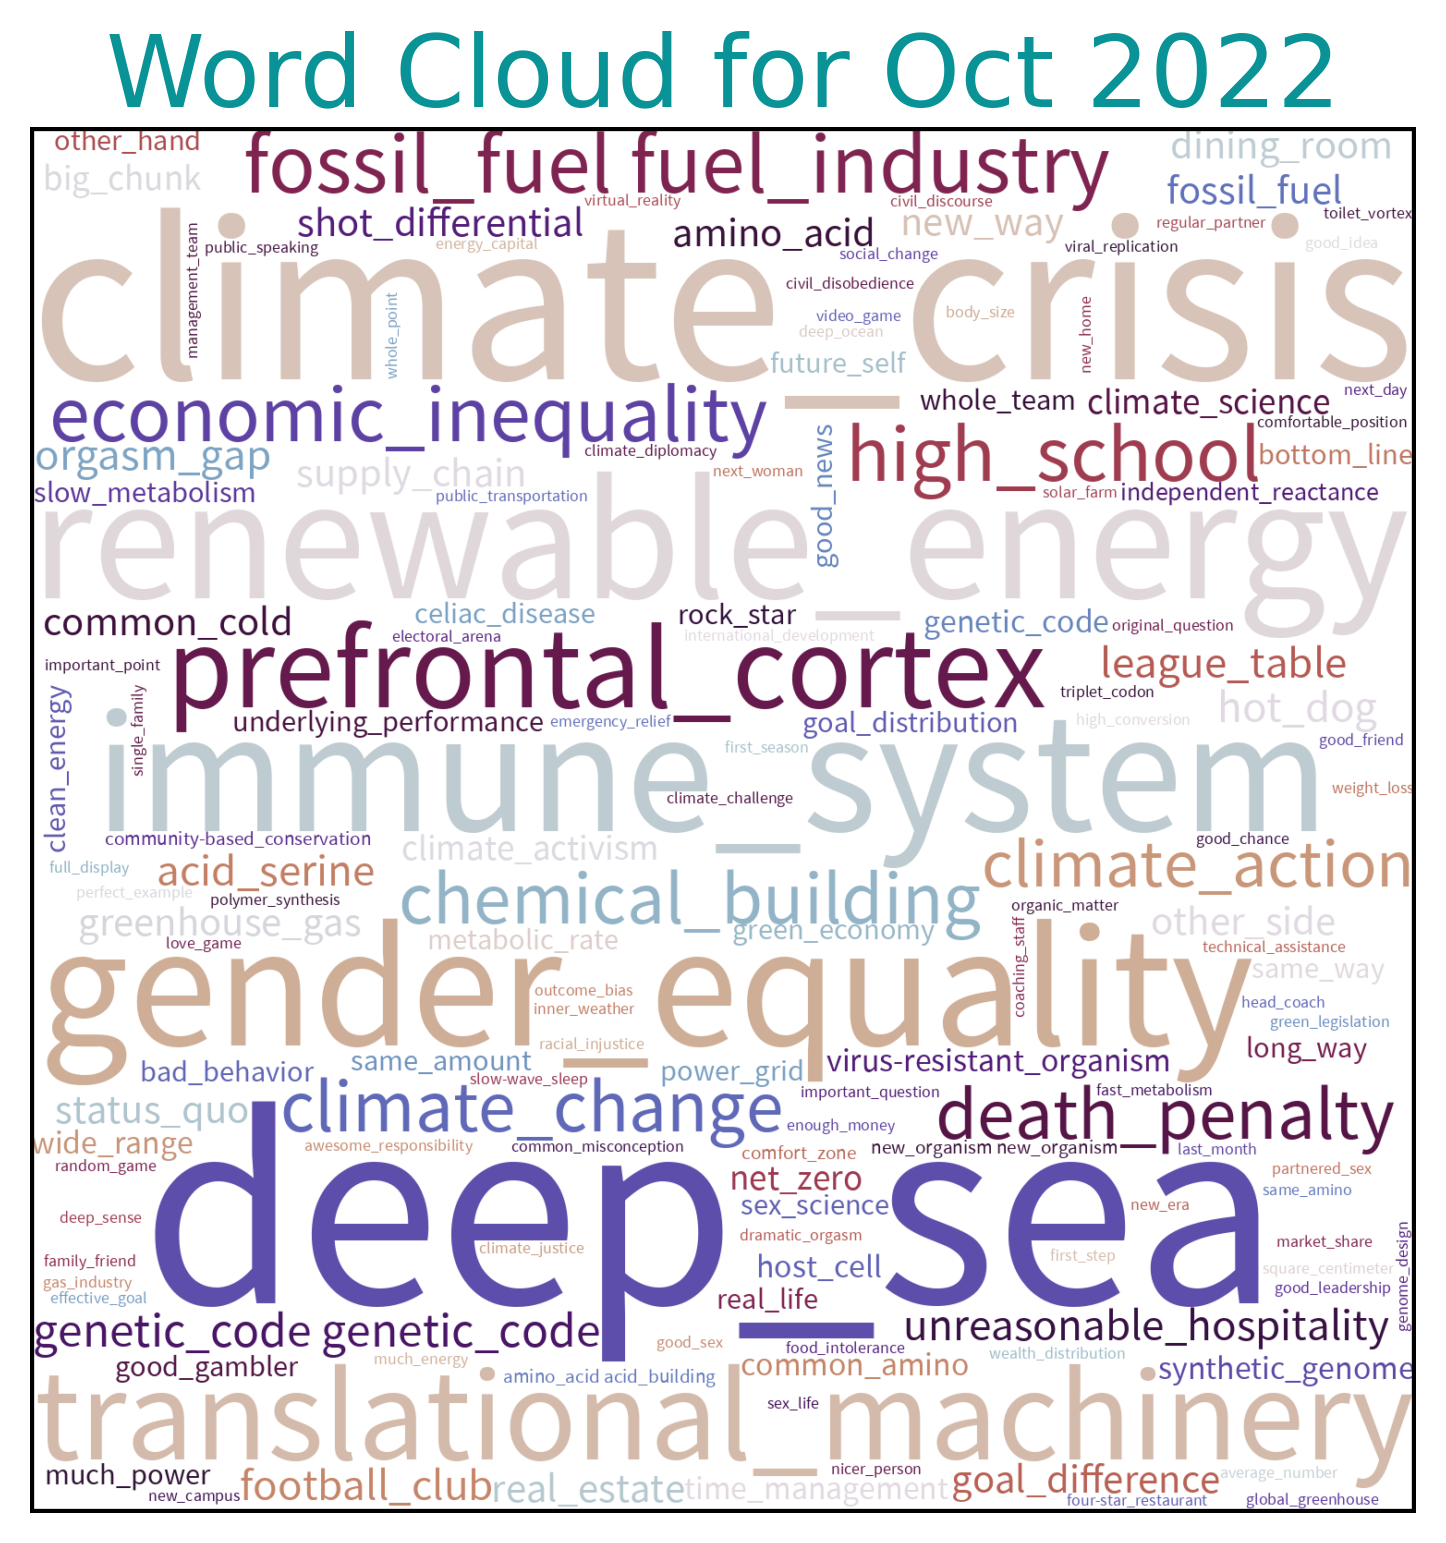 Word Cloud for Oct 2022
other_hand
fossil_fuel fuel_industry
dining_room
big_chunk
fossil_fuel
virtual_reality
civil_discourse
shot_differential
amino_acid
new_way
regular_partner
toilet_vortex
management_team
public_speaking
energy_capital
social_change
viral_replication
good_idea
climate_crisis
civil_disobedience
whole_point
video_game
body_size
new_home
deep_ocean
future_self
economic_inequality
whole_team
climate_science
next_day
comfortable_position
orgasm_gap
climate_diplomacy
good_news
high_school
bottom_line
supply_chain
next_woman
slow_metabolism
public_transportation
solar_farm
independent_reactance
renewable_energy
common_cold
celiac_disease
rock_star
genetic_code
original_question
electoral_arena
international_development
important_point
prefrontal_cortex
league_table
clean_energy
single_family
triplet_codon
underlying_performance
emergency_relief
goal_distribution
high_conversion
hot_dog
immune_system
first_season
good_friend
climate_challenge
weight_loss
community-based_conservation
climate_activism
good_chance
full_display
acid_serine
climate_action
perfect_example
polymer_synthesis
chemical_building
organic_matter
greenhouse_gas
green_economy
other_side
love_game
metabolic_rate
coaching_staff
technical_assistance
gender_equality
same_way
outcome_bias
head_coach
inner_weather
green_legislation
racial_injustice
long_way
bad_behavior
same_amount
power_grid
virus-resistant_organism
slow-wave_sleep
important_question
fast_metabolism
status_quo
climate_change
enough_money
death_penalty
wide_range
awesome_responsibility
common_misconception
comfort_zone
new_organism new_organism
last_month
random_game
net_zero
partnered_sex
same_amino
deep_sea
sex_science
new_era
deep_sense
dramatic_orgasm
climate_justice
first_step
market_share
family_friend
host_cell
square_centimeter
genome_design
gas_industry
good_leadership
effective_goal
real_life
genetic_code genetic_code
good_sex
food_intolerance
unreasonable_hospitality
good_gambler
much_energy
common_amino
wealth_distribution
synthetic_genome
amino_acid acid_building
translational_machinery
sex_life
much_power
nicer_person
new_campus
football_club
real_estate
time_management
goal_difference
average_number
four-star_restaurant
global_greenhouse